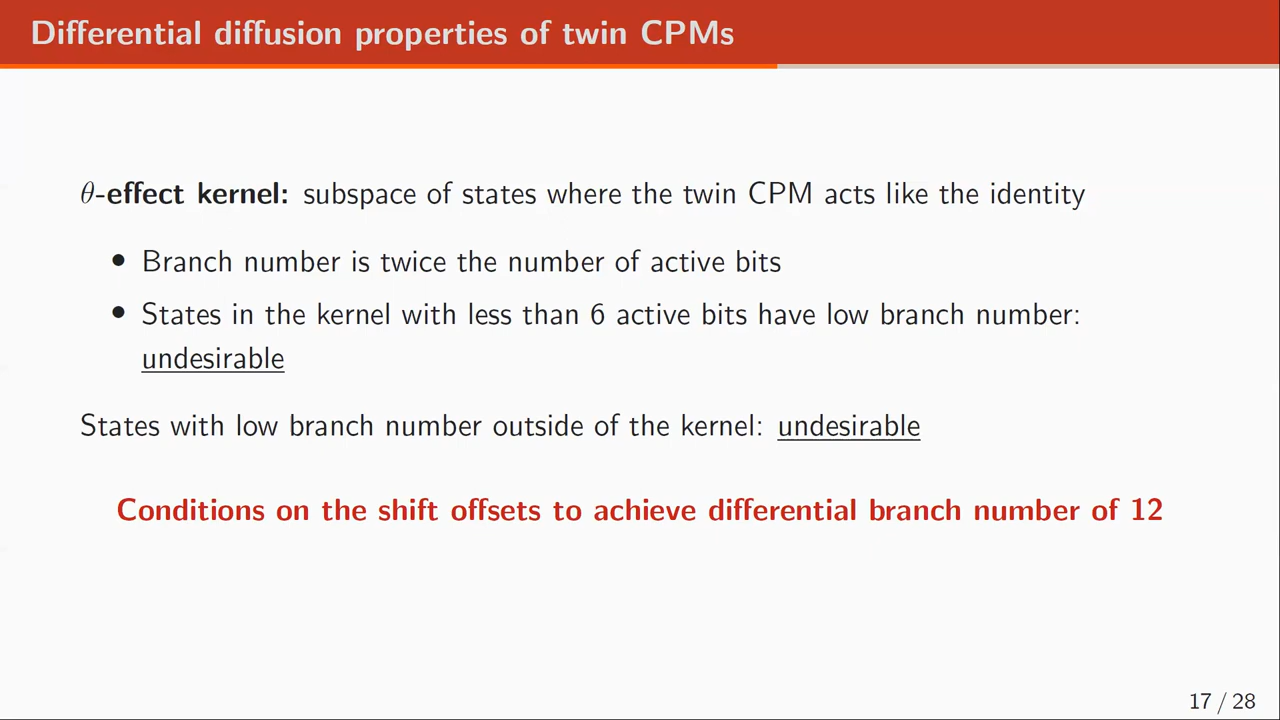 Differential diffusion properties of twin CPMs
θ-effect kernel: subspace of states where the twin CPM acts like the identity
• Branch number is twice the number of active bits
• States in the kernel with less than 6 active bits have low branch number:
undesirable
States with low branch number outside of the kernel: undesirable
Conditions on the shift offsets to achieve differential branch number of 12
17 / 28